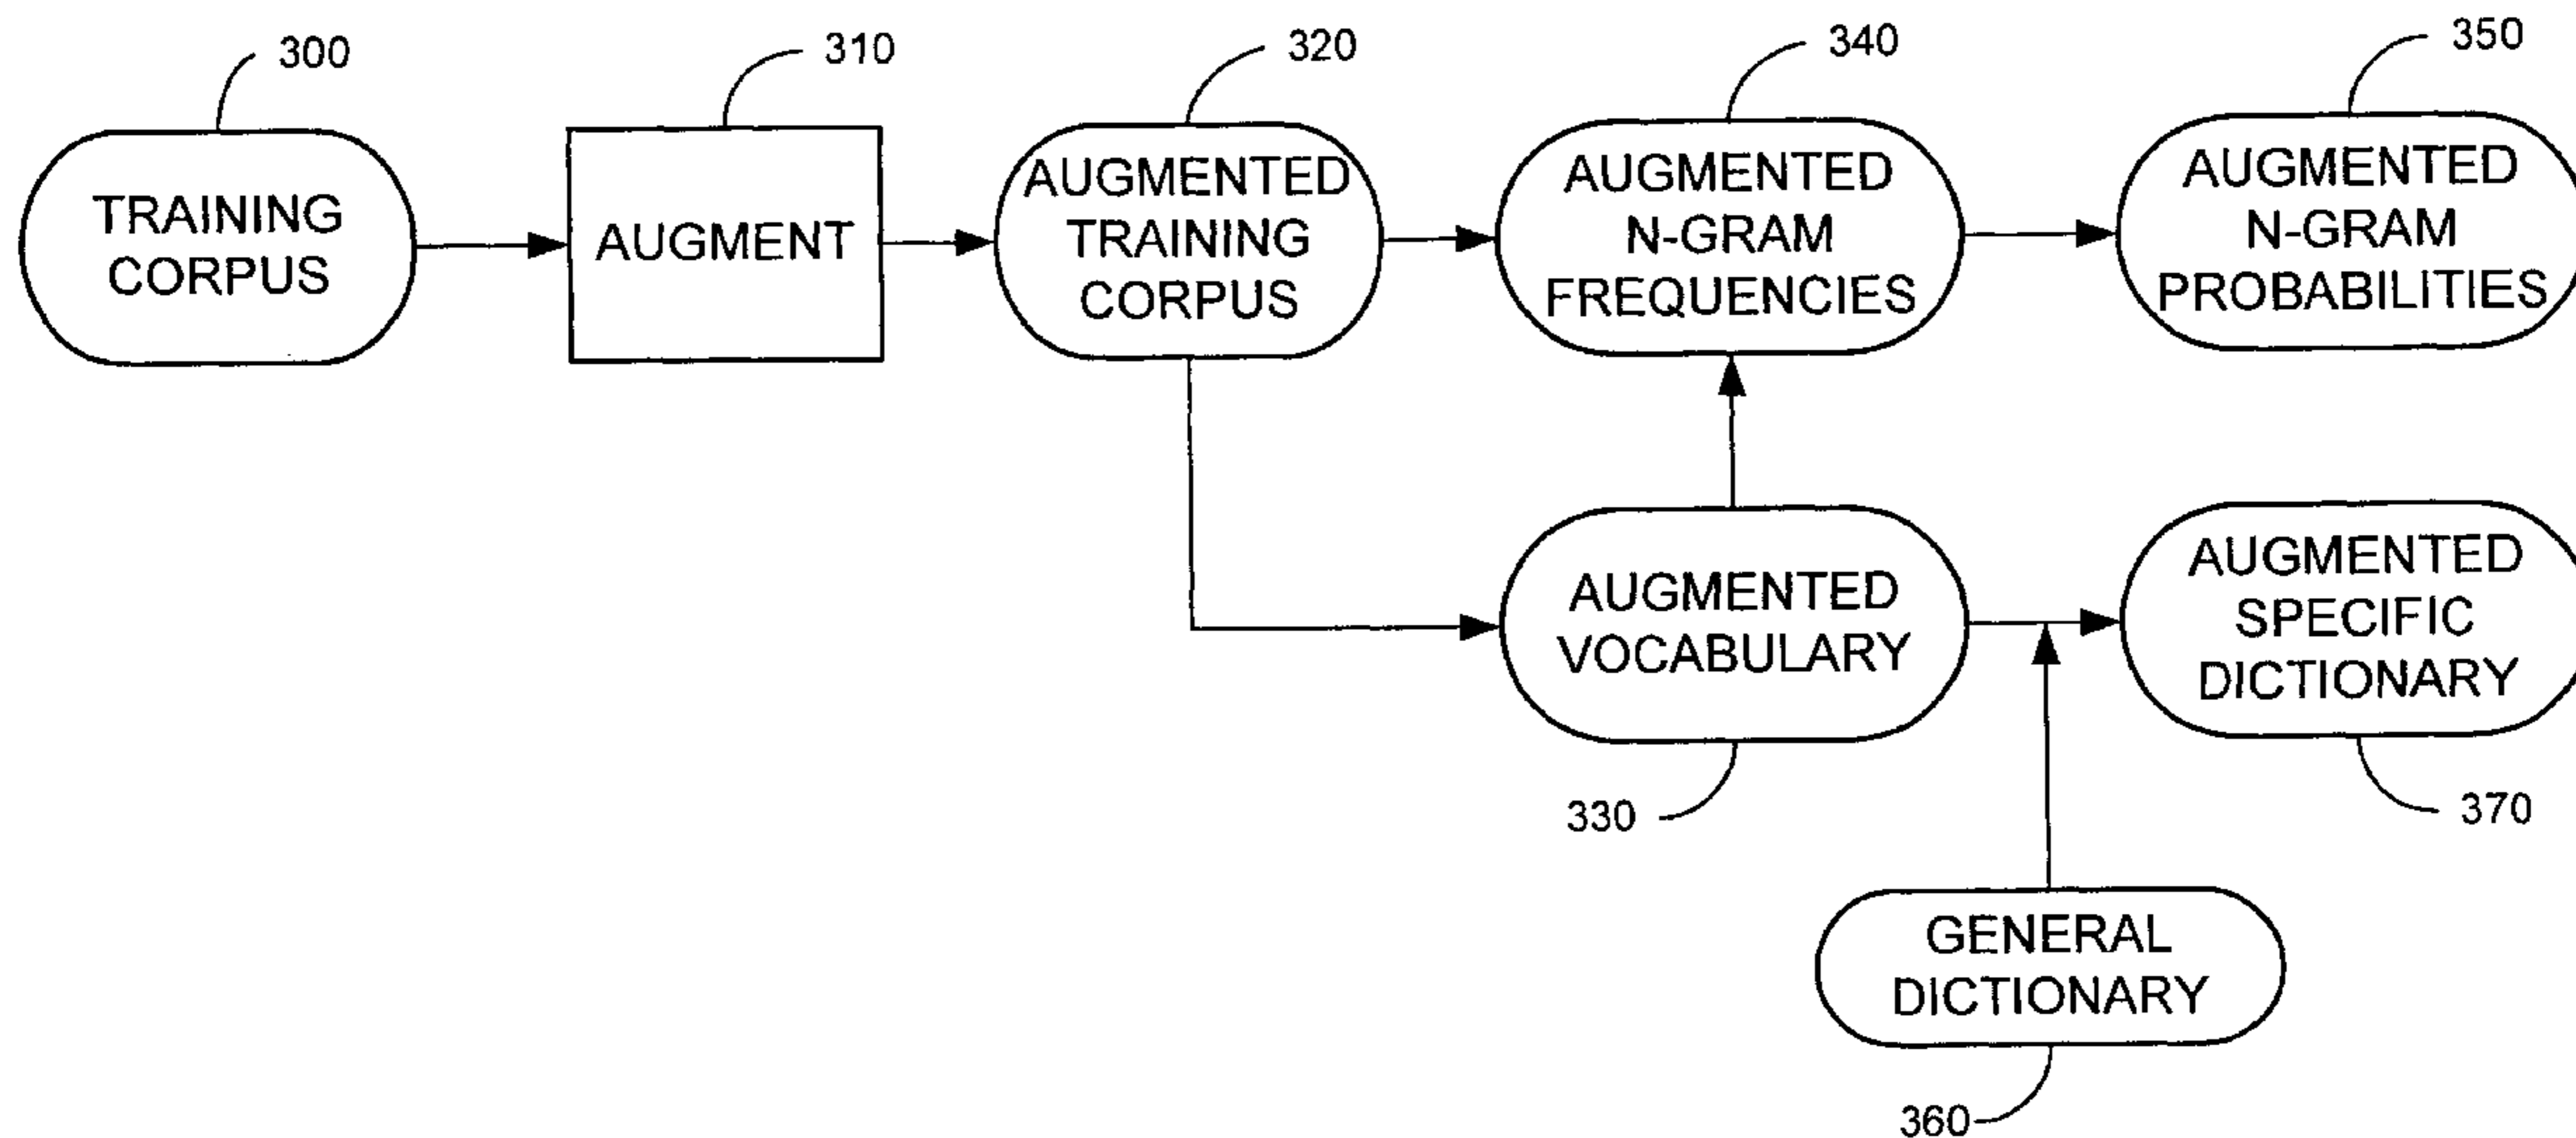 300
310
320
340
350
TRAINING
CORPUS
AUGMENT
AUGMENTED
TRAINING
CORPUS
AUGMENTED
N-GRAM
FREQUENCIES
AUGMENTED
N-GRAM
PROBABILITIES
AUGMENTED
VOCABULARY
AUGMENTED
SPECIFIC
DICTIONARY
330
370
GENERAL
DICTIONARY
360